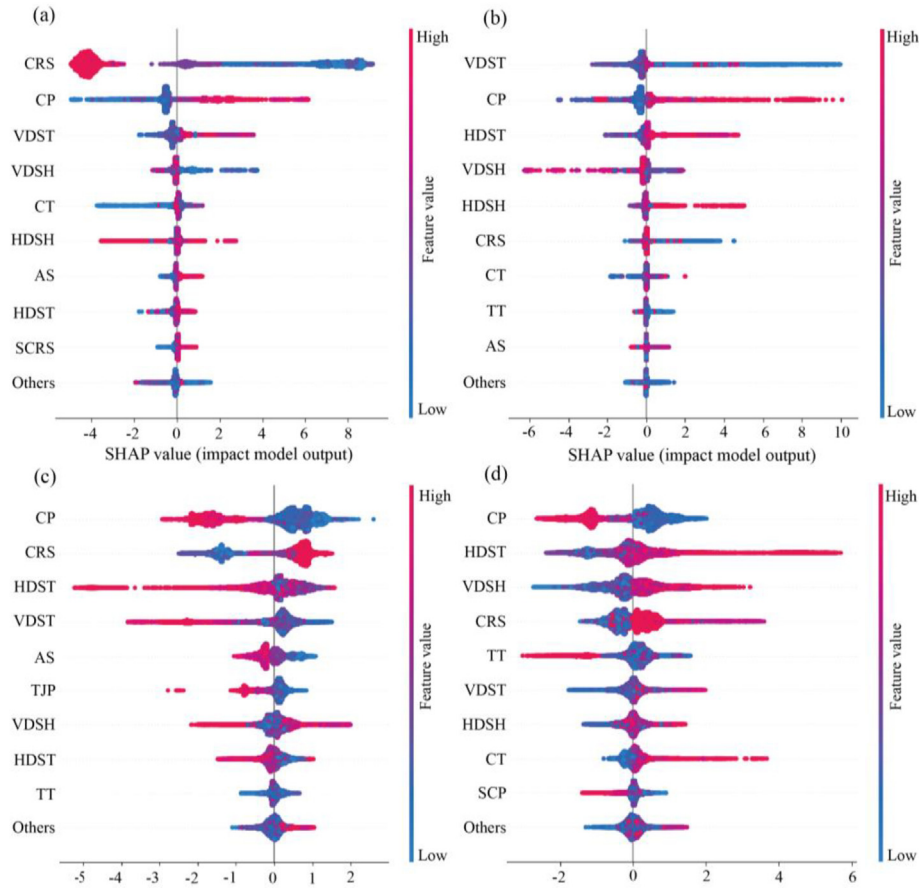 (a)
High
CRS
CP
VDST
VDSH
CT
HDSH
AS
HDST
SCRS
Others
Feature value
Low
-4 -2 0 2 4 6 8
SHAP value (impact model output)
(b)
High
VDST
CP
HDST
VDSH
HDSH
CRS
CT
TT
AS
Others
Feature value
Low
-6 -4 -2 0 2 4 6 8 10
SHAP value (impact model output)
(c)
High
CP
CRS
HDST
VDST
AS
TJP
VDSH
HDST
TT
Others
Feature value
Low
-5 -4 -3 -2 -1 0 1 2
(d)
High
CP
HDST
VDSH
CRS
TT
VDST
HDSH
CT
SCP
Others
Feature value
Low
-2 0 2 4 6